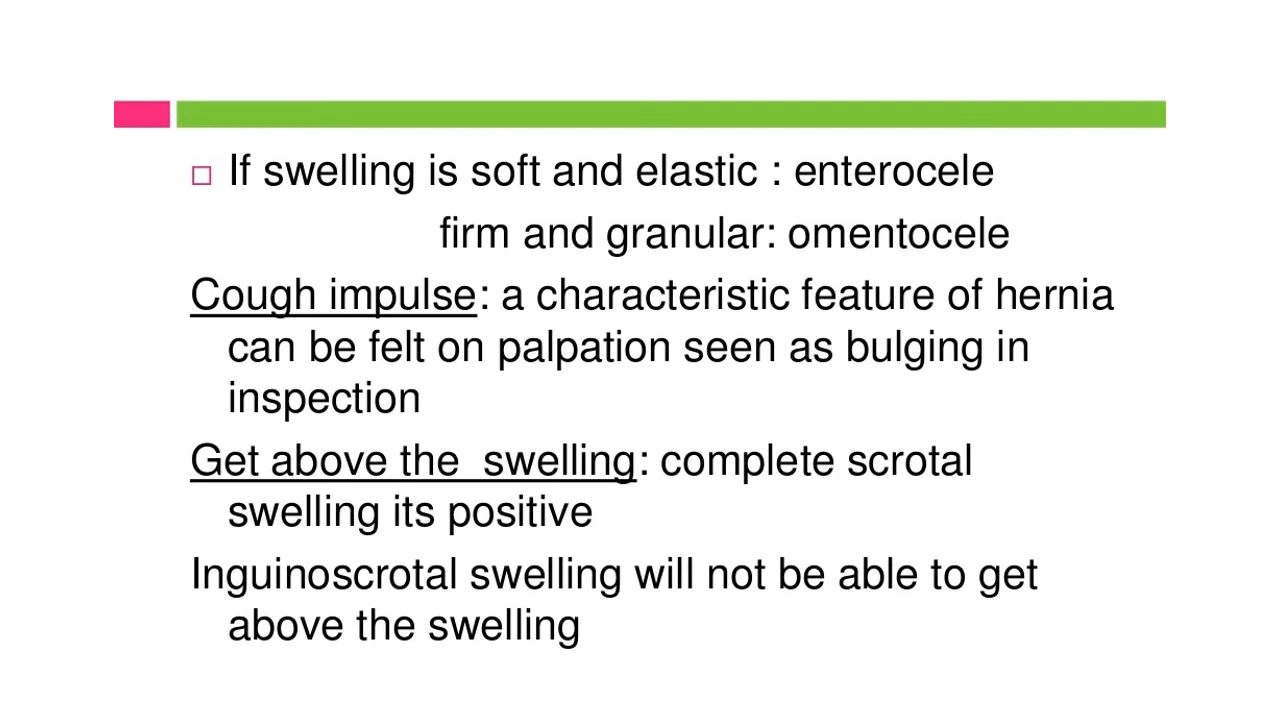 If swelling is soft and elastic : enterocele
firm and granular: omentocele
Cough impulse: a characteristic feature of hernia
can be felt on palpation seen as bulging in
inspection
Get above the  swelling: complete scrotal
swelling its positive
Inguinoscrotal swelling will not be able to get
above the swelling